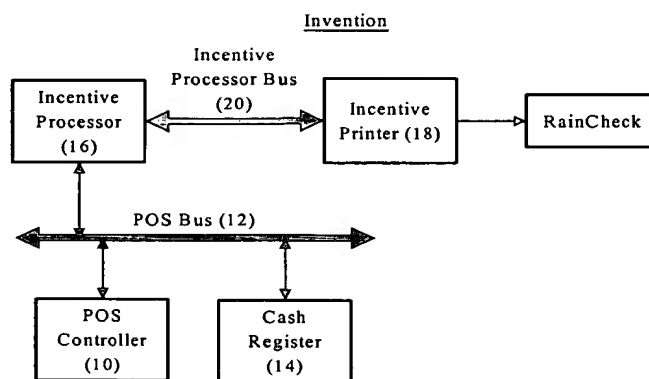 Invention
Incentive
Processor Bus
(20)
Incentive
Processor
(16)
Incentive
Printer (18)
RainCheck
POS Bus (12)
POS
Controller
(10)
Cash
Register
(14)